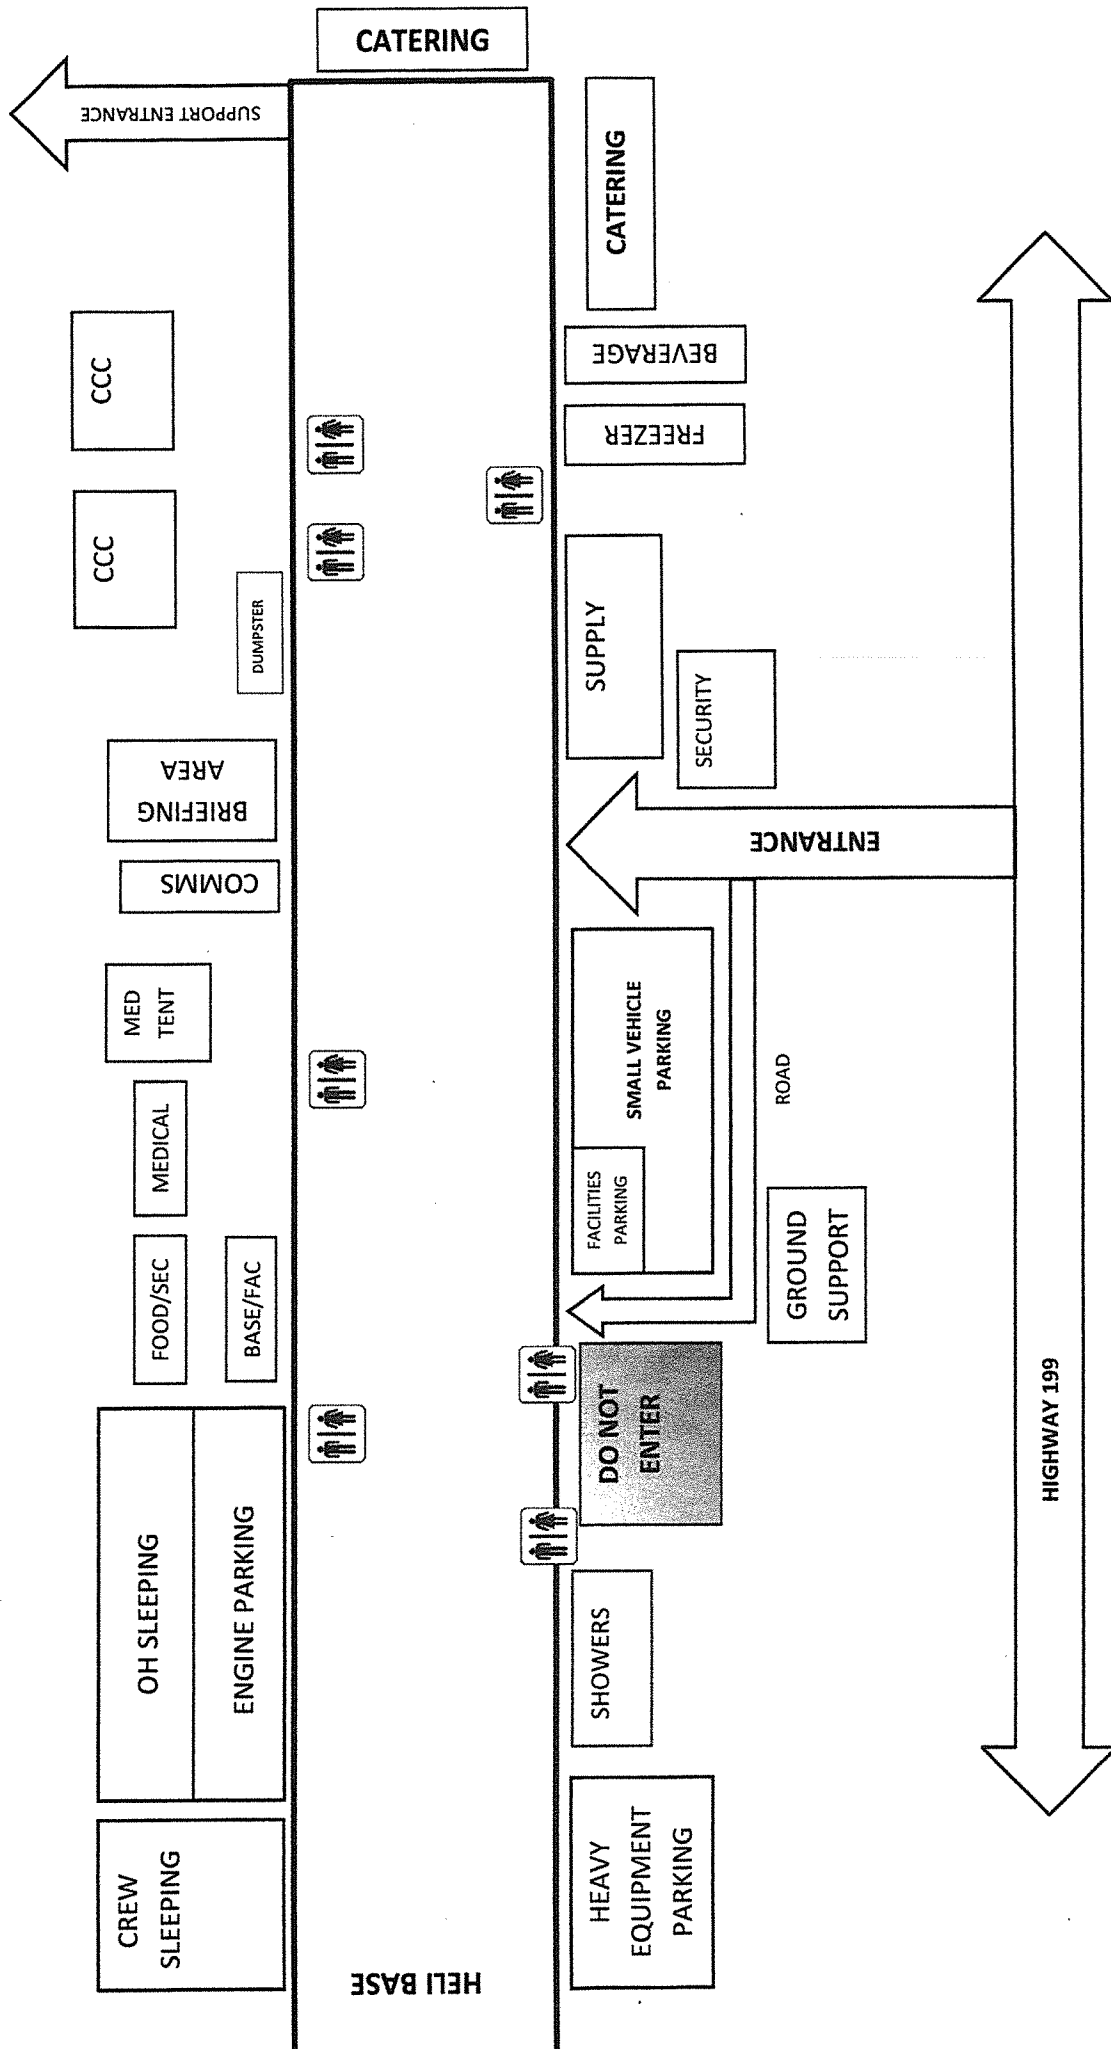 CATERING
SUPPORT ENTRANCE
CATERING
CCC
BEVERAGE
FREEZER
CCC
DUMPSTER
SUPPLY
SECURITY
BRIEFING
AREA
COMMS
ENTRANCE
MED
TENT
SMALL VEHICLE
PARKING
ROAD
MEDICAL
FACILITIES
PARKING
FOOD/SEC
BASE/FAC
GROUND
SUPPORT
DO NOT
ENTER
HIGHWAY 199
OH SLEEPING
ENGINE PARKING
SHOWERS
CREW
SLEEPING
HEAVY
EQUIPMENT
PARKING
HELI BASE